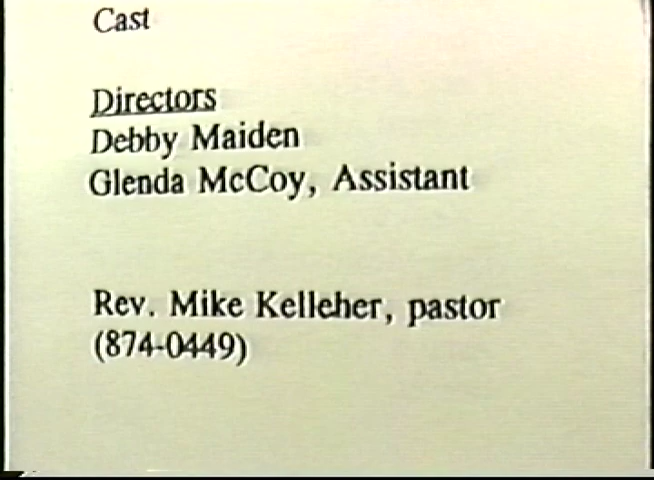 Cast
Directors
Debby Maiden
Glenda McCoy, Assistant
Rev. Mike Kelleher, pastor
(874-0449)